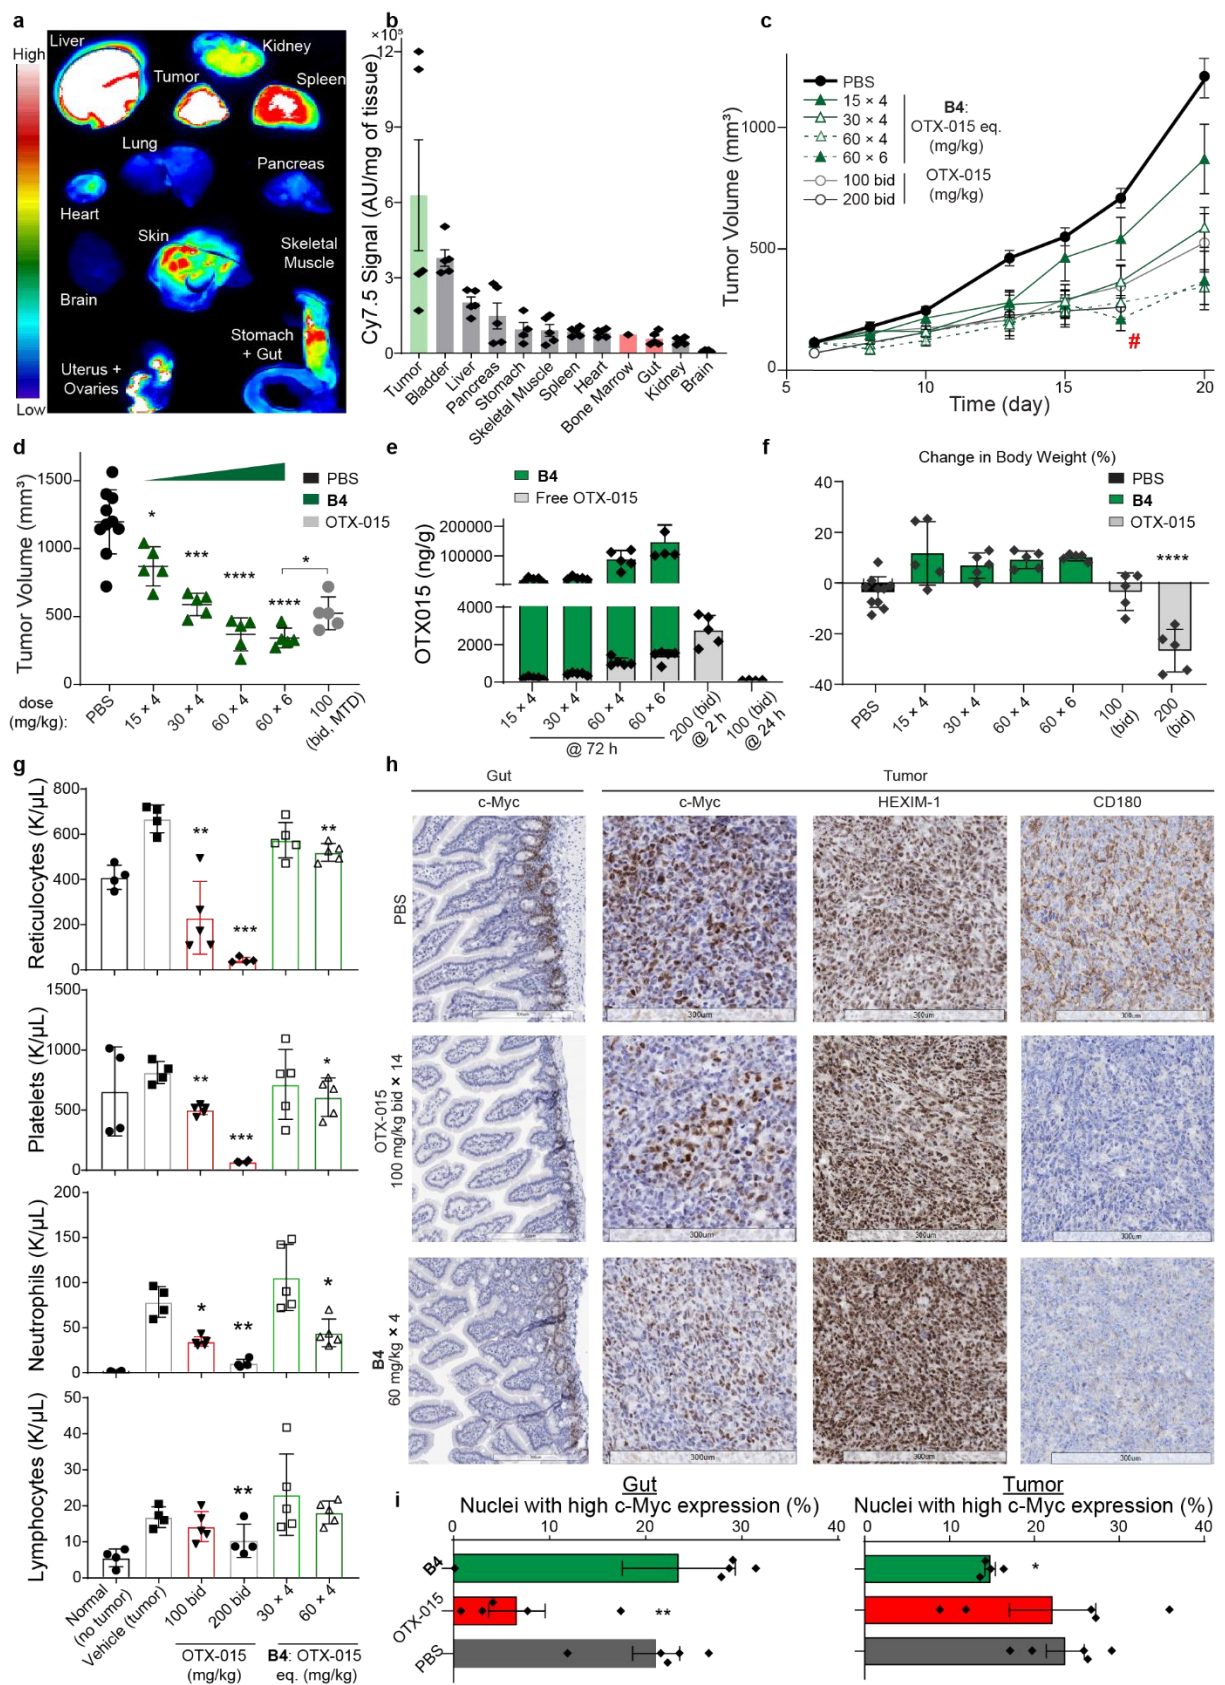 a
High
Low
Liver
Kidney
Tumor
Spleen
Lung
Pancreas
Heart
Skin
Skeletal
Muscle
Brain
Stomach
+ Gut
Uterus +
Ovaries
b
×10⁵
Cy7.5 Signal (AU/mg of tissue)
12
9
6
3
0
Tumor
Bladder
Liver
Pancreas
Stomach
Skeletal Muscle
Spleen
Heart
Bone Marrow
Gut
Kidney
Brain
c
Tumor Volume (mm³)
1000
500
0
5
10
15
20
Time (day)
PBS
15 × 4
30 × 4
60 × 4
60 × 6
B4:
OTX-015 eq.
(mg/kg)
100 bid
200 bid
OTX-015
(mg/kg)
#
d
Tumor Volume (mm³)
1500
1000
500
0
PBS
B4
OTX-015
*
***
****
****
*
dose
(mg/kg):
PBS
15 × 4
30 × 4
60 × 4
60 × 6
100
(bid, MTD)
e
B4
Free OTX-015
OTX015 (ng/g)
200000
100000
4000
2000
0
15 × 4
30 × 4
60 × 4
60 × 6
@ 72 h
200 (bid)
@ 2 h
100 (bid)
@ 24 h
f
Change in Body Weight (%)
PBS
B4
OTX-015
40
20
0
-20
-40
****
PBS
15 × 4
30 × 4
60 × 4
60 × 6
100
(bid)
200
(bid)
g
Reticulocytes (K/µL)
800
600
400
200
0
**
***
**
Platelets (K/µL)
1500
1000
500
0
**
***
*
Neutrophils (K/µL)
200
150
100
50
0
*
**
*
Lymphocytes (K/µL)
50
40
30
20
10
0
**
Normal
(no tumor)
Vehicle (tumor)
100 bid
200 bid
30 × 4
60 × 4
OTX-015
(mg/kg)
B4: OTX-015
eq. (mg/kg)
h
Gut
Tumor
c-Myc
c-Myc
HEXIM-1
CD180
PBS
300um
300um
300um
OTX-015
100 mg/kg bid × 14
300um
300um
300um
B4
60 mg/kg × 4
300um
300um
300um
i
Gut
Nuclei with high c-Myc expression (%)
0
10
20
30
40
B4
OTX-015
PBS
**
Tumor
Nuclei with high c-Myc expression (%)
0
20
40
*